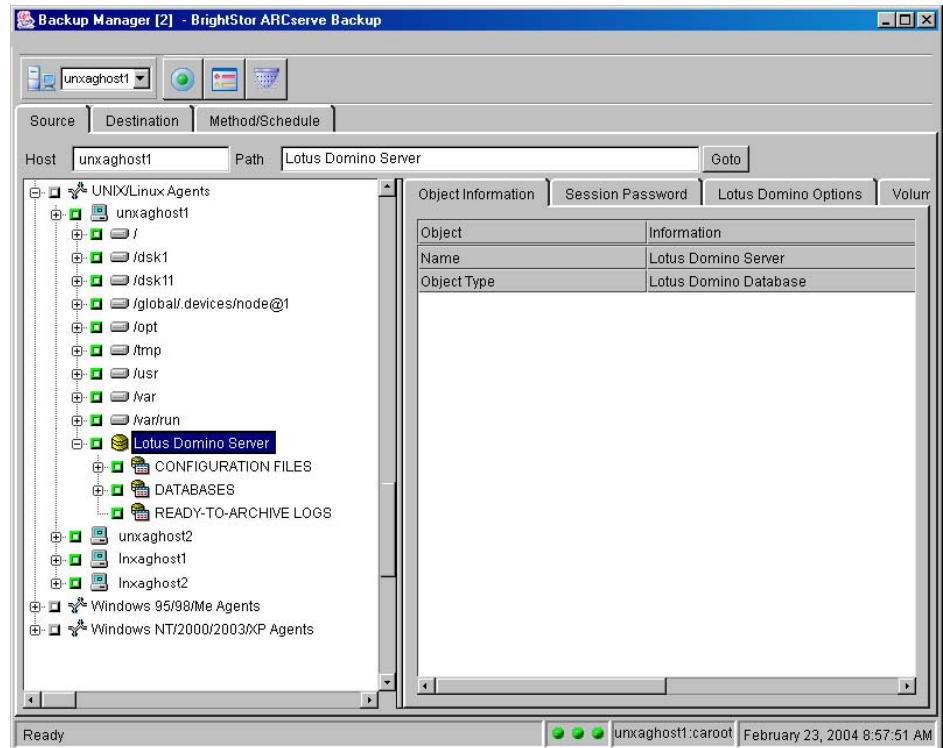 Backup Manager [2] - BrightStor ARCserve Backup
unxaghost1
Source Destination Method/Schedule
Host unxaghost1 Path Lotus Domino Server Goto
UNIX/Linux Agents
unxaghost1
/
/dsk1
/dsk11
/global/.devices/node@1
/opt
/tmp
/usr
/var
/var/run
Lotus Domino Server
CONFIGURATION FILES
DATABASES
READY-TO-ARCHIVE LOGS
unxaghost2
lnxaghost1
lnxaghost2
Windows 95/98/Me Agents
Windows NT/2000/2003/XP Agents
Object Information Session Password Lotus Domino Options Volum
Object Information
Name Lotus Domino Server
Object Type Lotus Domino Database
Ready unxaghost1:caroot February 23, 2004 8:57:51 AM